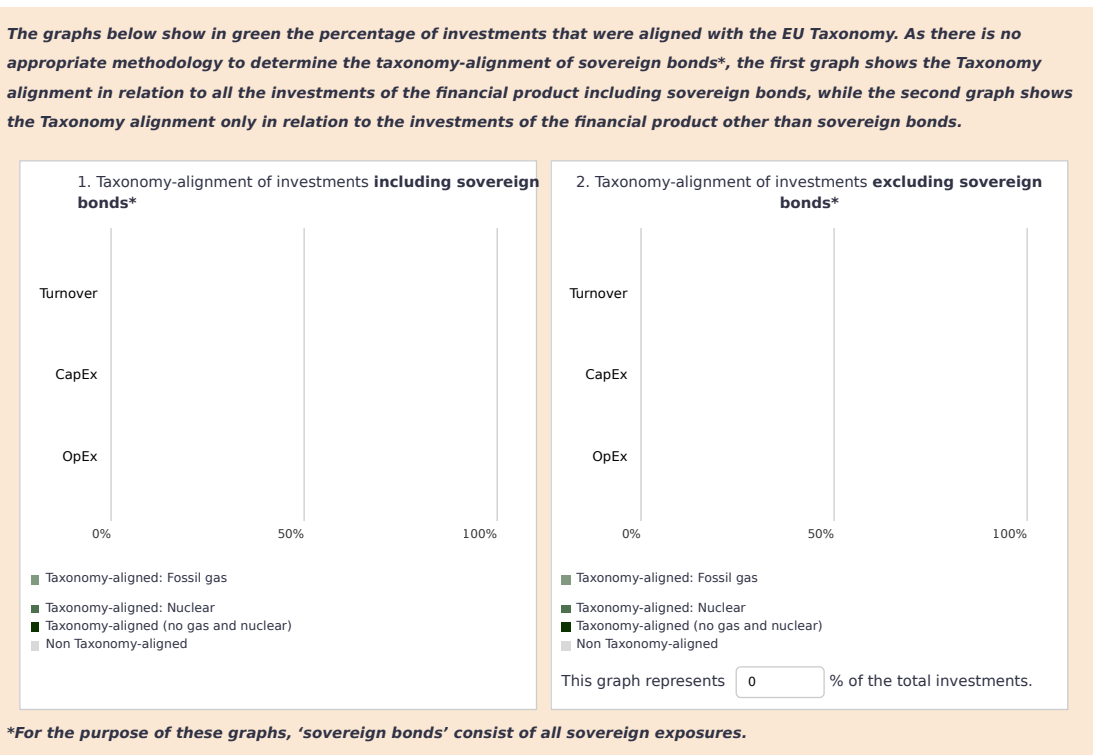 The graphs below show in green the percentage of investments that were aligned with the EU Taxonomy. As there is no
appropriate methodology to determine the taxonomy-alignment of sovereign bonds*, the first graph shows the Taxonomy
alignment in relation to all the investments of the financial product including sovereign bonds, while the second graph shows
the Taxonomy alignment only in relation to the investments of the financial product other than sovereign bonds.
1. Taxonomy-alignment of investments including sovereign
bonds*
Turnover
CapEx
OpEx
0% 50% 100%
Taxonomy-aligned: Fossil gas
Taxonomy-aligned: Nuclear
Taxonomy-aligned (no gas and nuclear)
Non Taxonomy-aligned
2. Taxonomy-alignment of investments excluding sovereign
bonds*
Turnover
CapEx
OpEx
0% 50% 100%
Taxonomy-aligned: Fossil gas
Taxonomy-aligned: Nuclear
Taxonomy-aligned (no gas and nuclear)
Non Taxonomy-aligned
This graph represents 0 % of the total investments.
*For the purpose of these graphs, ‘sovereign bonds’ consist of all sovereign exposures.